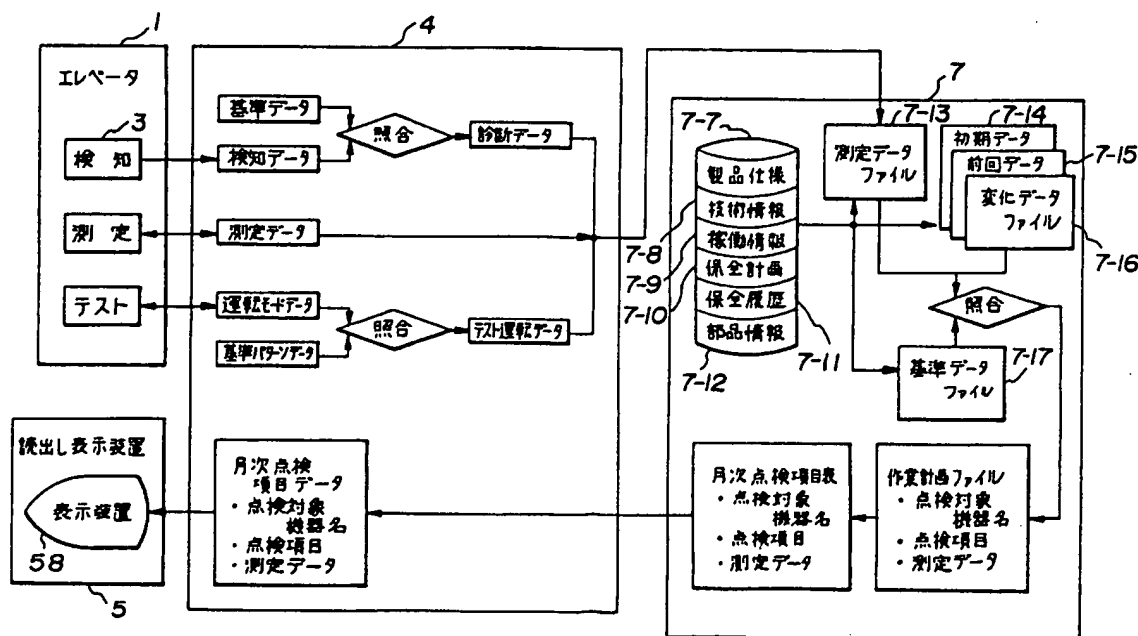 1
エレベータ
3
検知
測定
テスト
4
基準データ
検知データ
照合
診断データ
測定データ
運転モードデータ
基準パターンデータ
照合
テスト運転データ
7
7-7
製品仕様
技術情報
稼働情報
保全計画
保全履歴
部品情報
7-8
7-9
7-10
7-11
7-12
7-13
測定データ
ファイル
7-14
初期データ
前回データ
7-15
変化データ
ファイル
7-16
照合
基準データ
ファイル
7-17
読出し表示装置
表示装置
58
5
月次点検
項目データ
・点検対象
機器名
・点検項目
・測定データ
月次点検項目表
・点検対象
機器名
・点検項目
・測定データ
作業計画ファイル
・点検対象
機器名
・点検項目
・測定データ